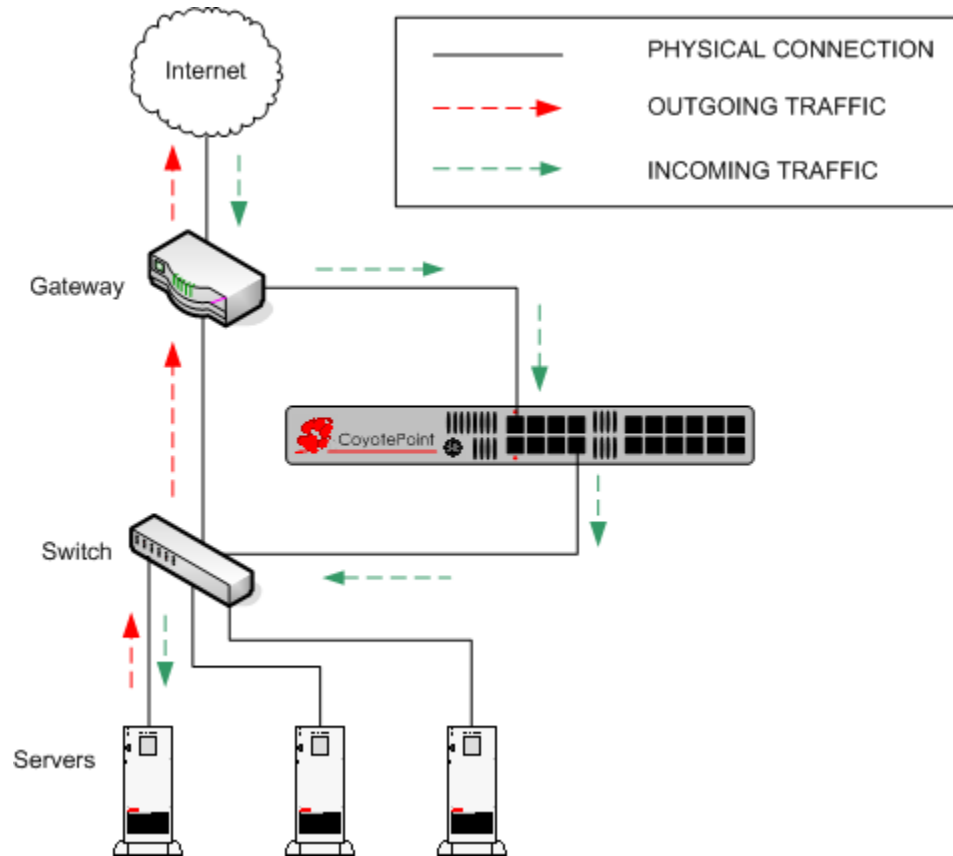 Internet
PHYSICAL CONNECTION
OUTGOING TRAFFIC
INCOMING TRAFFIC
Gateway
CoyotePoint
Switch
Servers